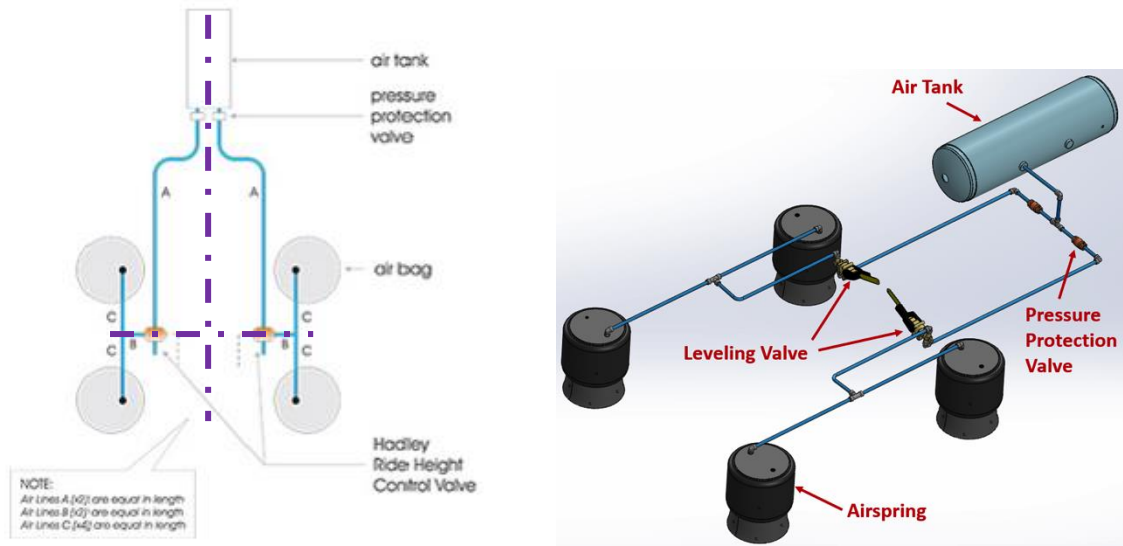 air tank
pressure
protection
valve
A
A
air bag
C
C
B
B
C
C
Hadley
Ride Height
Control Valve
NOTE:
Air Lines A [x2] are equal in length
Air Lines B [x2] are equal in length
Air Lines C [x4] are equal in length
Air Tank
Leveling Valve
Pressure
Protection
Valve
Airspring